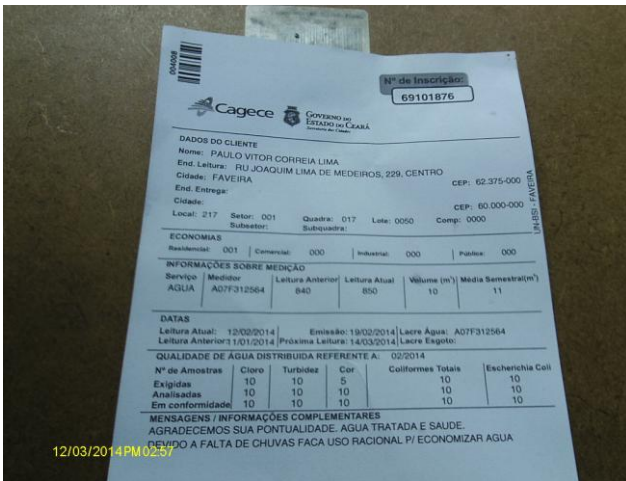 004008
Nº de Inscrição:
69101876
Cagece
GOVERNO DO
ESTADO DO CEARÁ
Secretaria das Cidades
DADOS DO CLIENTE
Nome: PAULO VITOR CORREIA LIMA
End. Leitura: RU JOAQUIM LIMA DE MEDEIROS, 229, CENTRO
Cidade: FAVEIRA CEP: 62.375-000
End. Entrega:
Cidade: CEP: 60.000-000
Local: 217 Setor: 001 Quadra: 017 Lote: 0050 Comp: 0000
Subsetor: Subquadra:
UN-BSI - FAVEIRA
ECONOMIAS
Residencial: 001 Comercial: 000 Industrial: 000 Pública: 000
INFORMAÇÕES SOBRE MEDIÇÃO
Serviço Medidor Leitura Anterior Leitura Atual Volume (m³) Média Semestral(m³)
AGUA A07F312564 840 850 10 11
DATAS
Leitura Atual: 12/02/2014 Emissão: 19/02/2014 Lacre Água: A07F312564
Leitura Anterior: 11/01/2014 Próxima Leitura: 14/03/2014 Lacre Esgoto:
QUALIDADE DE ÁGUA DISTRIBUIDA REFERENTE A: 02/2014
Nº de Amostras Cloro Turbidez Cor Coliformes Totais Escherichia Coli
Exigidas 10 10 5 10 10
Analisadas 10 10 10 10 10
Em conformidade 10 10 10 10 10
MENSAGENS / INFORMAÇÕES COMPLEMENTARES
AGRADECEMOS SUA PONTUALIDADE. AGUA TRATADA E SAUDE.
DEVIDO A FALTA DE CHUVAS FACA USO RACIONAL P/ ECONOMIZAR AGUA
12/03/2014PM02:57